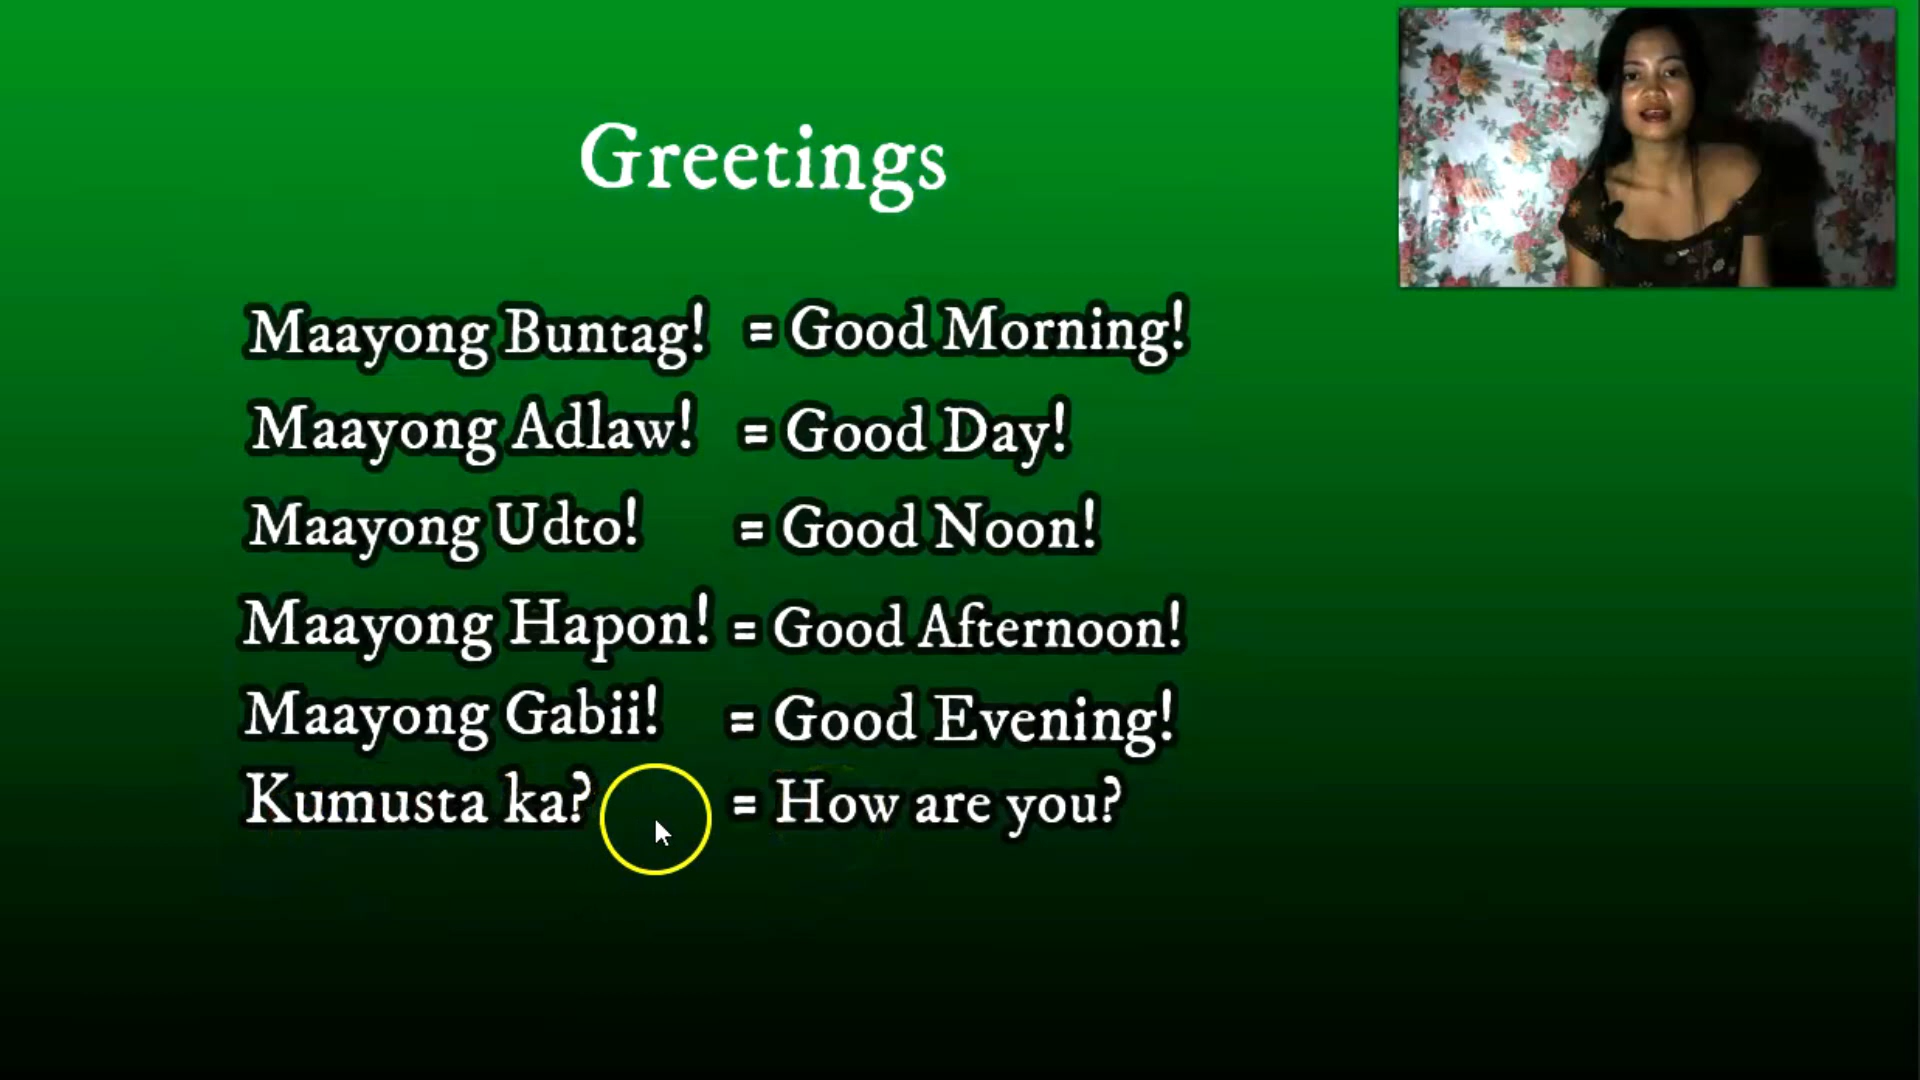 Greetings
Maayong Buntag! = Good Morning!
Maayong Adlaw! = Good Day!
Maayong Udto! = Good Noon!
Maayong Hapon! = Good Afternoon!
Maayong Gabii! = Good Evening!
Kumusta ka? = How are you?